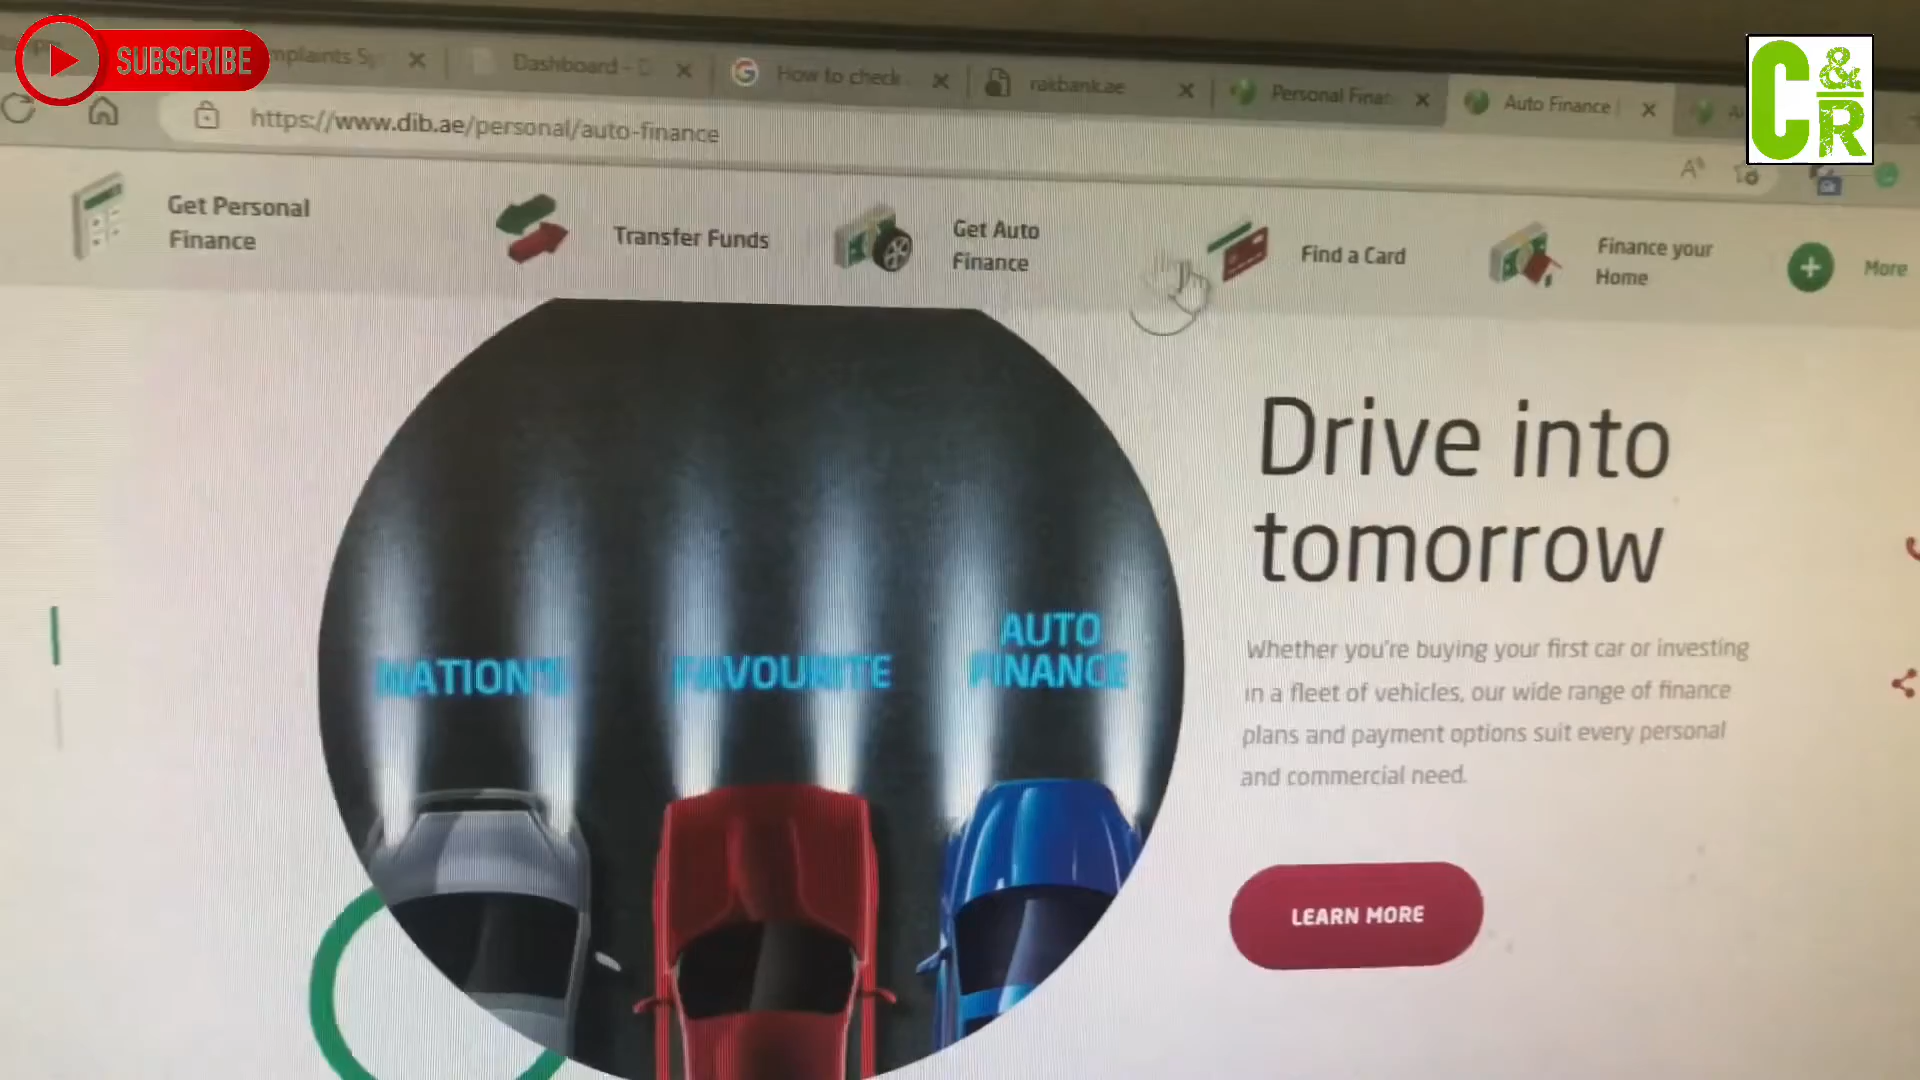 SUBSCRIBE
Dashboard - D
How to check
rakbank.ae
Personal Finan
Auto Finance |
C&R
https://www.dib.ae/personal/auto-finance
Get Personal
Finance
Transfer Funds
Get Auto
Finance
Find a Card
Finance your
Home
More
Drive into
tomorrow
NATION'S
FAVOURITE
AUTO
FINANCE
Whether you're buying your first car or investing
in a fleet of vehicles, our wide range of finance
plans and payment options suit every personal
and commercial need.
LEARN MORE